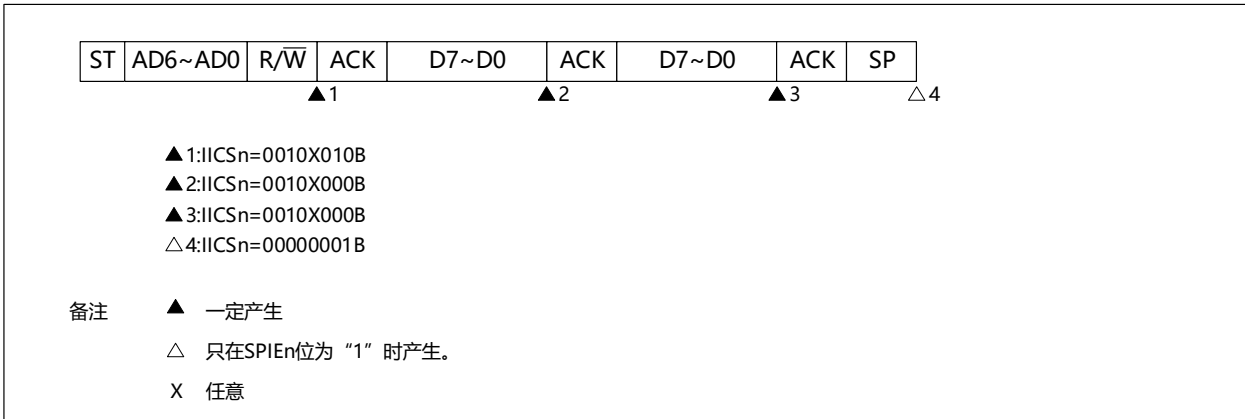 ST AD6~AD0 R/W̅ ACK D7~D0 ACK D7~D0 ACK SP
▲1 ▲2 ▲3 △4
▲1:IICSn=0010X010B
▲2:IICSn=0010X000B
▲3:IICSn=0010X000B
△4:IICSn=00000001B
备注 ▲ 一定产生
△ 只在SPIEn位为“1”时产生。
X 任意